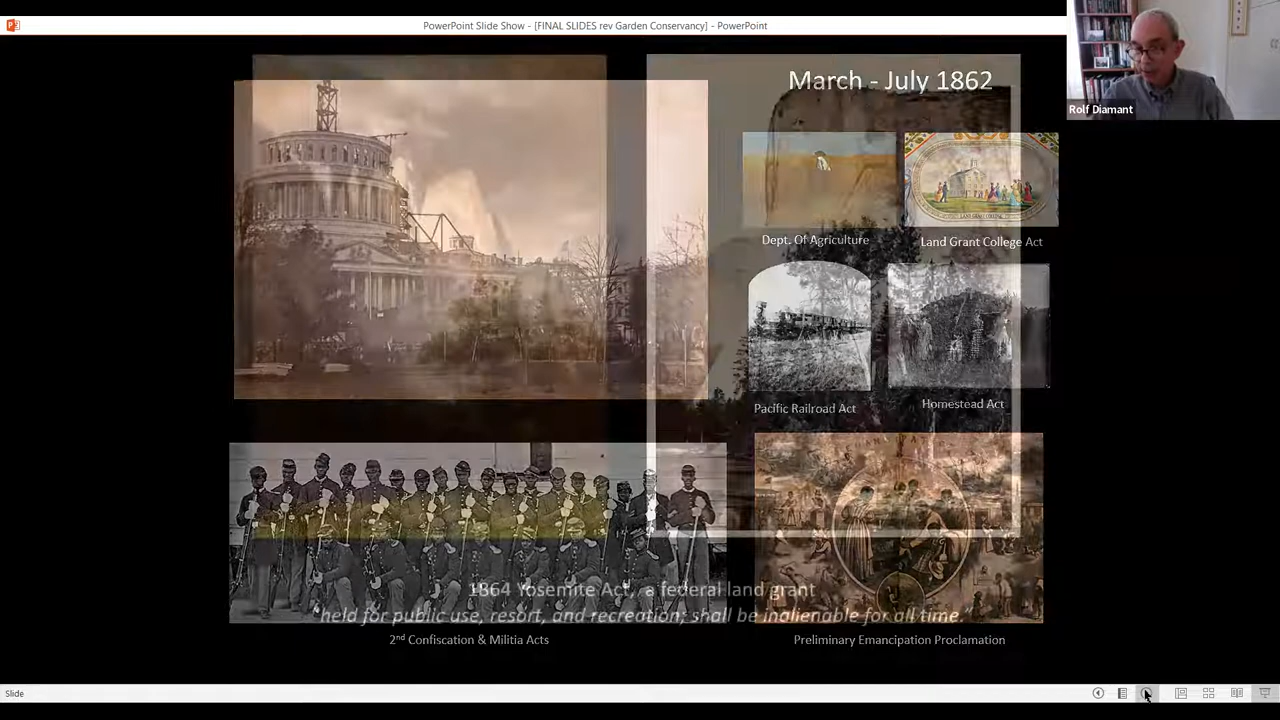 PowerPoint Slide Show - [FINAL SLIDES rev Garden Conservancy] - PowerPoint
Rolf Diamant
March - July 1862
Dept. Of Agriculture
Land Grant College Act
Pacific Railroad Act
Homestead Act
1864 Yosemite Act, a federal land grant
"held for public use, resort, and recreation; shall be inalienable for all time."
2nd Confiscation & Militia Acts
Preliminary Emancipation Proclamation
Slide